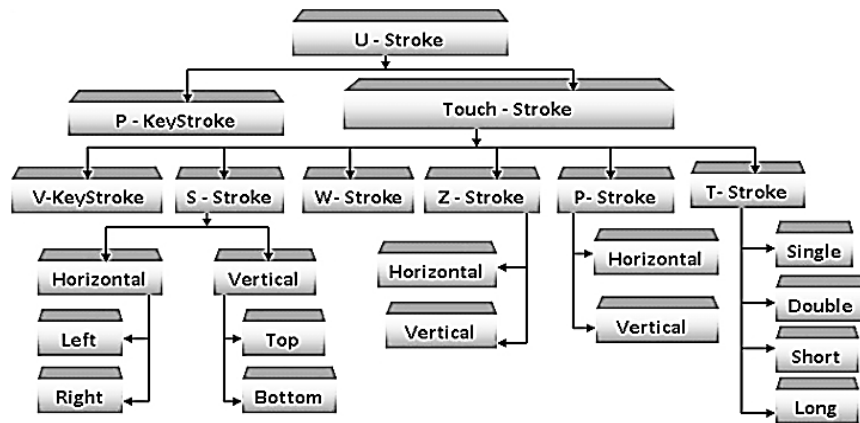 U - Stroke
P - KeyStroke
Touch - Stroke
V-KeyStroke
S - Stroke
W- Stroke
Z - Stroke
P- Stroke
T- Stroke
Horizontal
Vertical
Left
Right
Top
Bottom
Horizontal
Vertical
Horizontal
Vertical
Single
Double
Short
Long